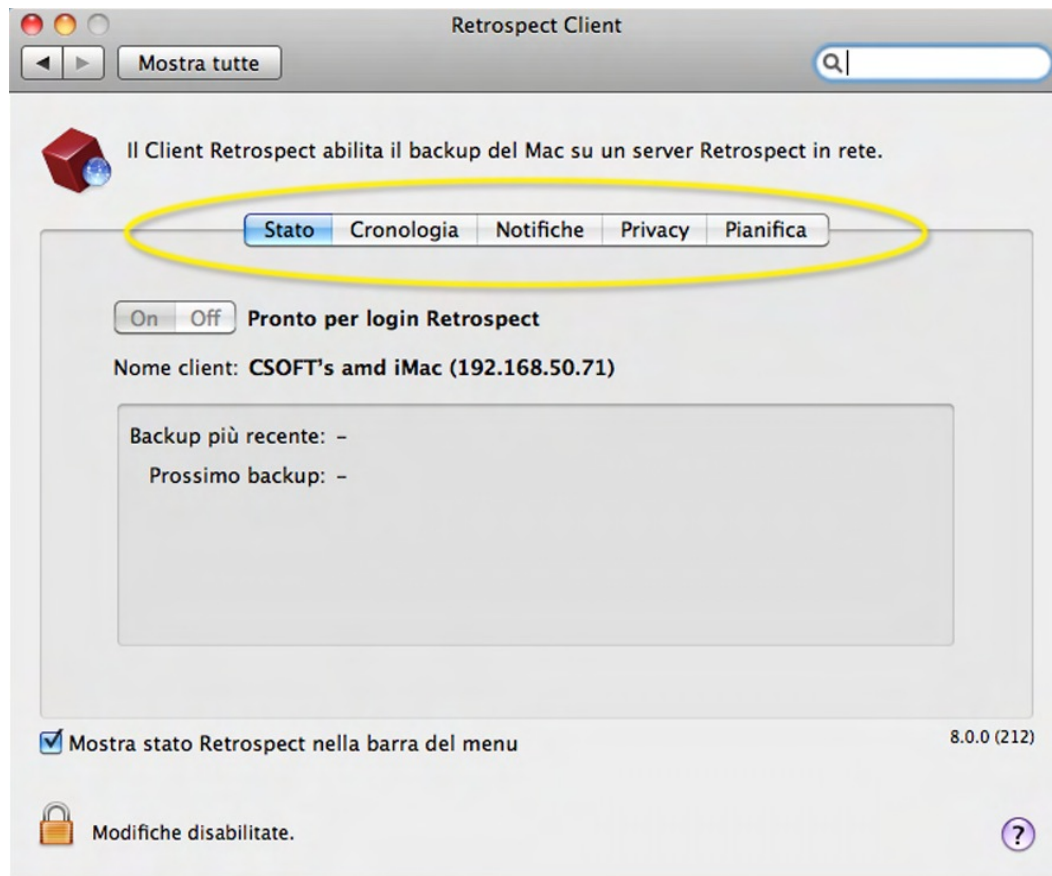 Retrospect Client
Mostra tutte
Il Client Retrospect abilita il backup del Mac su un server Retrospect in rete.
Stato Cronologia Notifiche Privacy Pianifica
On Off Pronto per login Retrospect
Nome client: CSOFT's amd iMac (192.168.50.71)
Backup più recente: –
Prossimo backup: –
Mostra stato Retrospect nella barra del menu
8.0.0 (212)
Modifiche disabilitate.
?